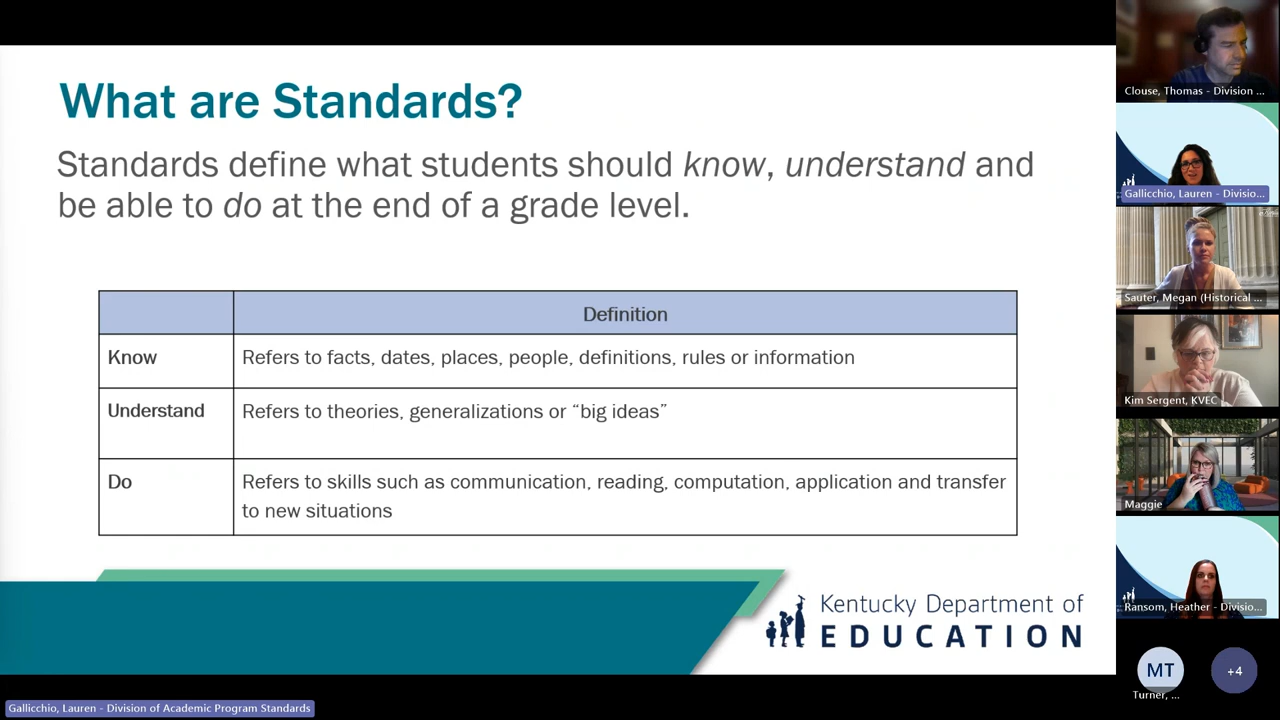 What are Standards?
Standards define what students should know, understand and
be able to do at the end of a grade level.
Definition
Know
Refers to facts, dates, places, people, definitions, rules or information
Understand
Refers to theories, generalizations or “big ideas”
Do
Refers to skills such as communication, reading, computation, application and transfer
to new situations
Kentucky Department of
EDUCATION
Gallicchio, Lauren - Division of Academic Program Standards
Clouse, Thomas - Division ...
Gallicchio, Lauren - Divisio...
Sauter, Megan (Historical ...
Kim Sergent, KVEC
Maggie
Ransom, Heather - Divisio...
MT
Turner, ...
+4